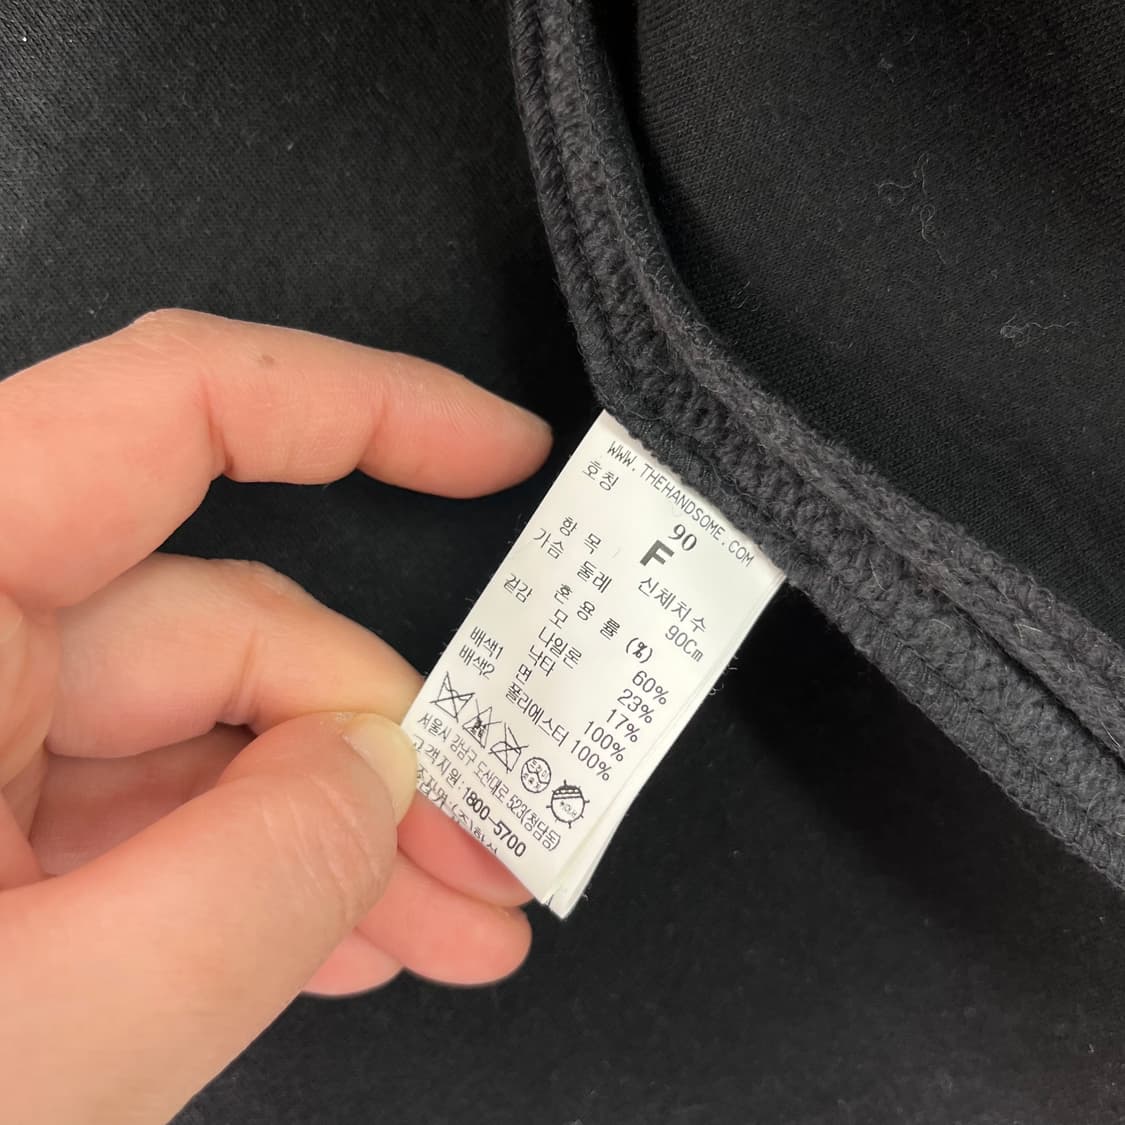 WWW.THEHANDSOME.COM
호칭 90
F
항 목 신체치수
가슴 둘레 90Cm
혼 용 률 (%)
겉감 모 60%
나일론 23%
낙타 17%
배색1 면 100%
배색2 폴리에스터 100%
서울시 강남구 도산대로 523(청담동)
고객지원:1800-5700